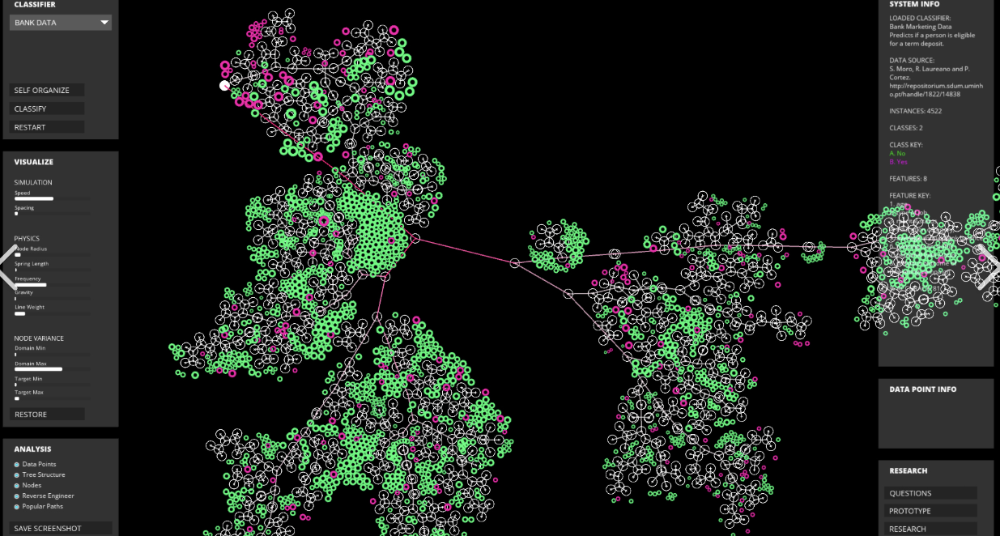 CLASSIFIER
BANK DATA
SELF ORGANIZE
CLASSIFY
RESTART
VISUALIZE
SIMULATION
Speed
Spacing
PHYSICS
Node Radius
Spring Length
Frequency
Gravity
Line Weight
NODE VARIANCE
Domain Min
Domain Max
Target Min
Target Max
RESTORE
ANALYSIS
Data Points
Tree Structure
Nodes
Reverse Engineer
Popular Paths
SAVE SCREENSHOT
SYSTEM INFO
LOADED CLASSIFIER:
Bank Marketing Data
Predicts if a person is eligible
for a term deposit.
DATA SOURCE:
S. Moro, R. Laureano and P.
Cortez.
http://repositorium.sdum.uminh
o.pt/handle/1822/14838
INSTANCES: 4522
CLASSES: 2
CLASS KEY:
A. No
B. Yes
FEATURES: 8
FEATURE KEY:
DATA POINT INFO
RESEARCH
QUESTIONS
PROTOTYPE
RESEARCH